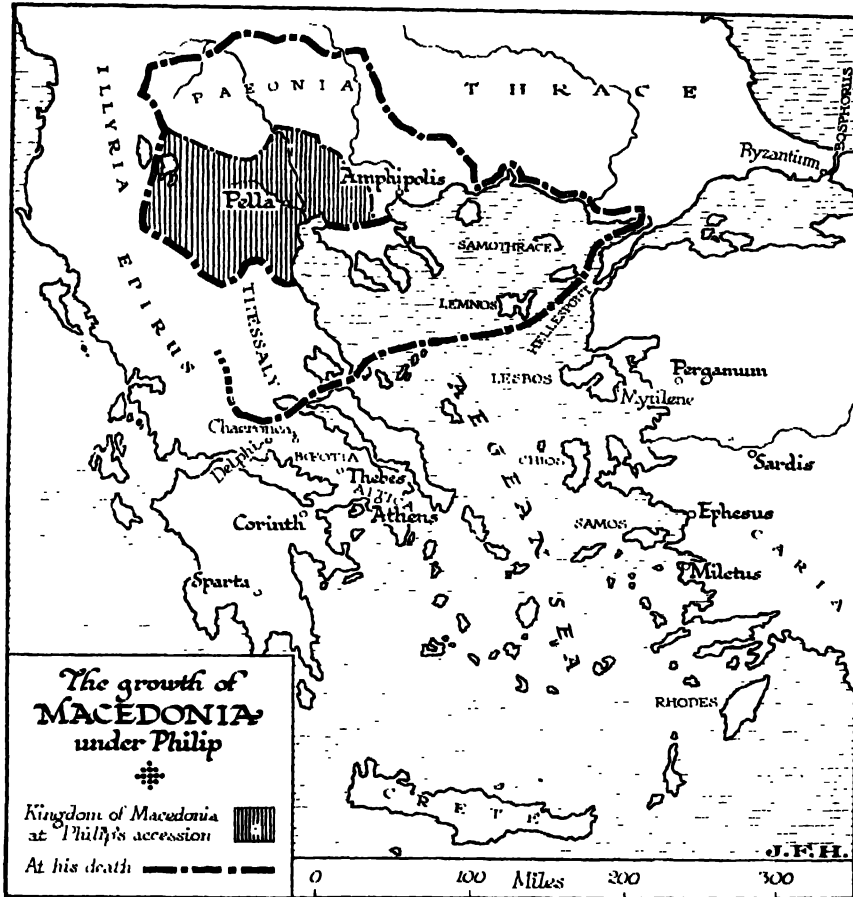 ILLYRIA
PAEONIA
THRACE
BOSPHORUS
Byzantium
Amphipolis
Pella
SAMOTHRACE
EPIRUS
THESSALY
LEMNOS
HELLESPONT
LESBOS
Pergamum
Mytilene
AEGEAN SEA
Chaeronea
Delphi
BŒOTIA
Thebes
ATTICA
CHIOS
Sardis
Corinth
Athens
SAMOS
Ephesus
CARIA
Sparta
Miletus
RHODES
CRETE
The growth of
MACEDONIA
under Philip
Kingdom of Macedonia
at Philip's accession
At his death
0 100 Miles 200 300
J.F.H.